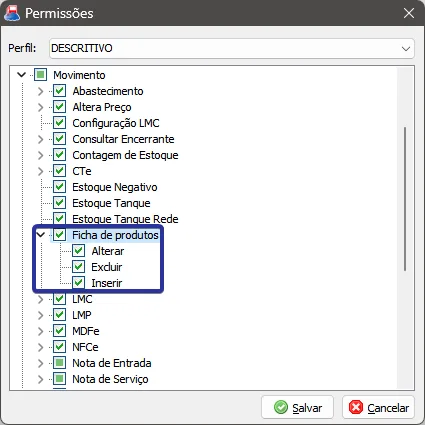 Permissões
Perfil: DESCRITIVO
Movimento
Abastecimento
Altera Preço
Configuração LMC
Consultar Encerrante
Contagem de Estoque
CTe
Estoque Negativo
Estoque Tanque
Estoque Tanque Rede
Ficha de produtos
Alterar
Excluir
Inserir
LMC
LMP
MDFe
NFCe
Nota de Entrada
Nota de Serviço
Salvar Cancelar